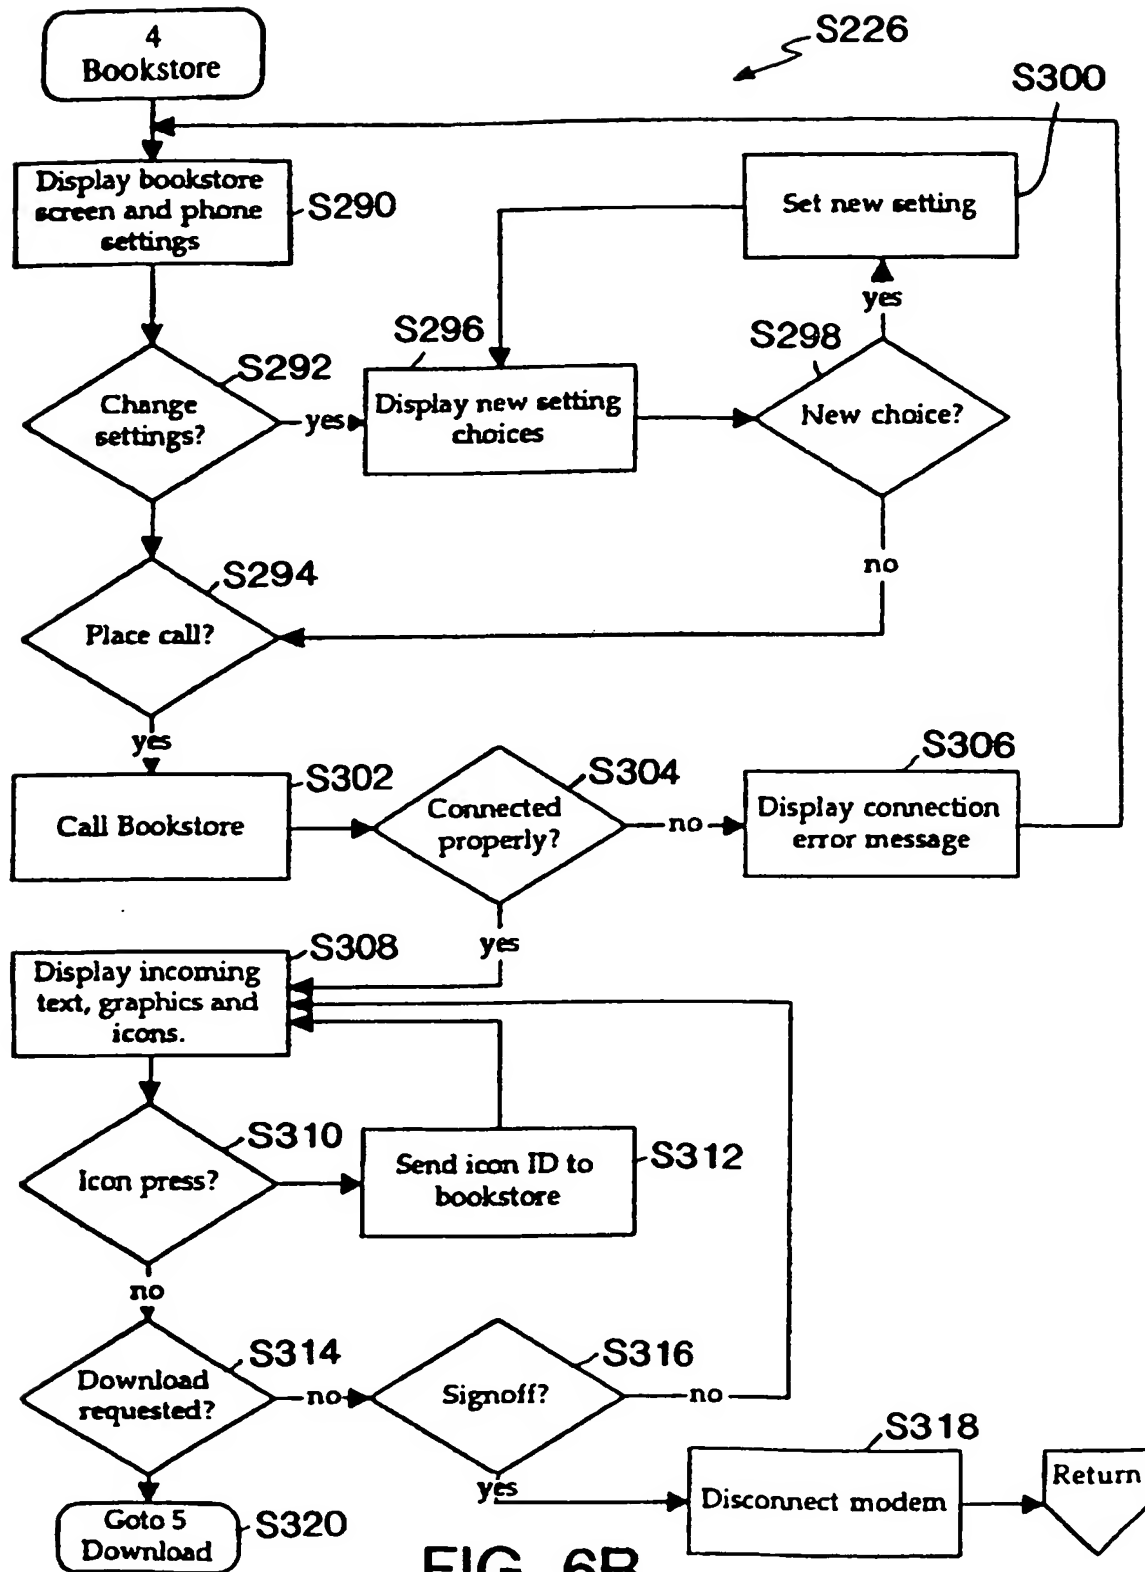 4
Bookstore
S226
S300
Display bookstore
screen and phone
settings
S290
Set new setting
yes
S296
S298
S292
Change
settings?
yes
Display new setting
choices
New choice?
no
S294
Place call?
yes
S302
Call Bookstore
S304
Connected
properly?
no
S306
Display connection
error message
yes
S308
Display incoming
text, graphics and
icons.
S310
Icon press?
Send icon ID to
bookstore
S312
no
S314
Download
requested?
no
S316
Signoff?
no
S318
yes
Disconnect modem
Return
Goto 5
Download
S320
FIG. 6B